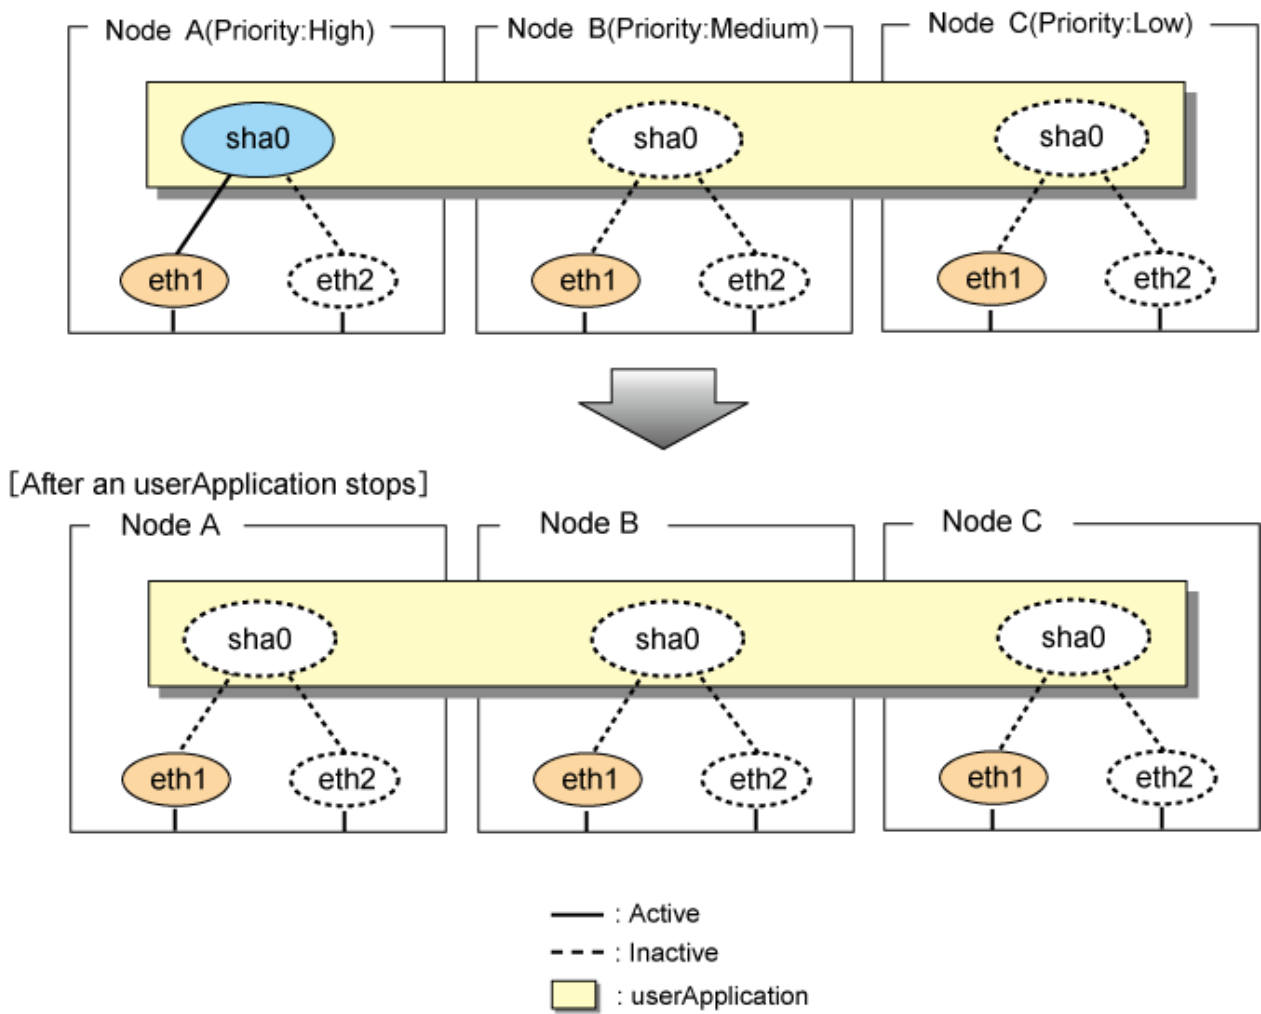 Node A(Priority:High)
Node B(Priority:Medium)
Node C(Priority:Low)
sha0
sha0
sha0
eth1
eth2
eth1
eth2
eth1
eth2
[After an userApplication stops]
Node A
Node B
Node C
sha0
sha0
sha0
eth1
eth2
eth1
eth2
eth1
eth2
: Active
: Inactive
: userApplication